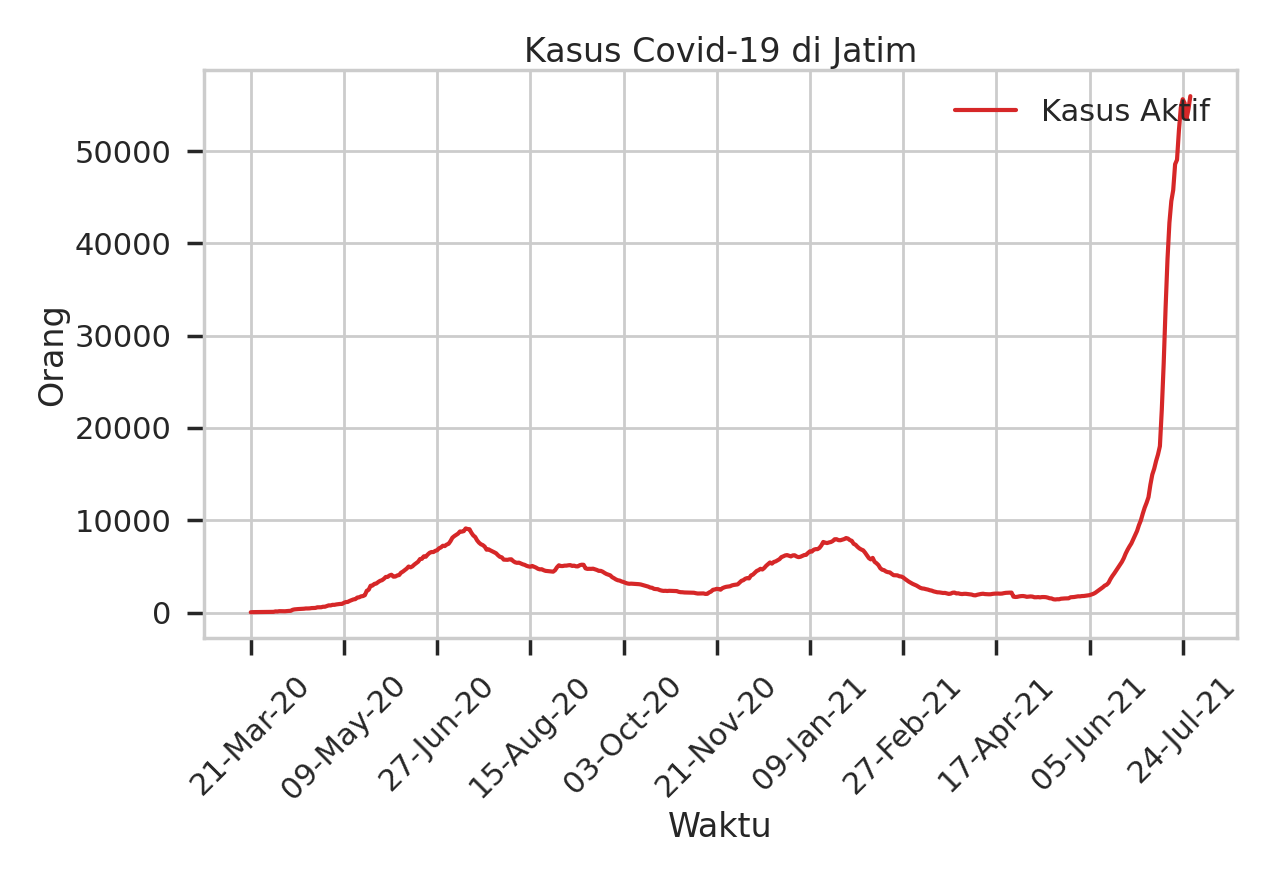 Kasus Covid-19 di Jatim
Kasus Aktif
50000
40000
30000
20000
10000
0
Orang
21-Mar-20
09-May-20
27-Jun-20
15-Aug-20
03-Oct-20
21-Nov-20
09-Jan-21
27-Feb-21
17-Apr-21
05-Jun-21
24-Jul-21
Waktu